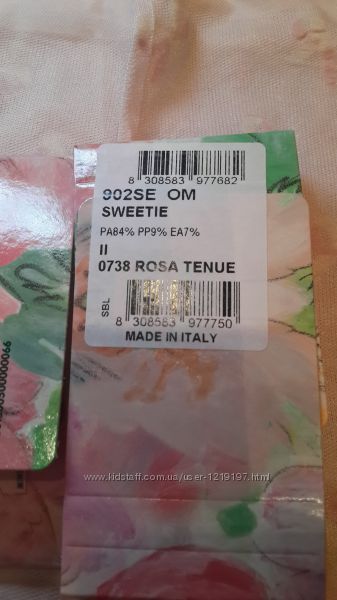 8 308583 977682
902SE OM
SWEETIE
PA84% PP9% EA7%
II
0738 ROSA TENUE
SBL
8 308583 977750
MADE IN ITALY
www.kidstaff.com.ua/user-1219197.html